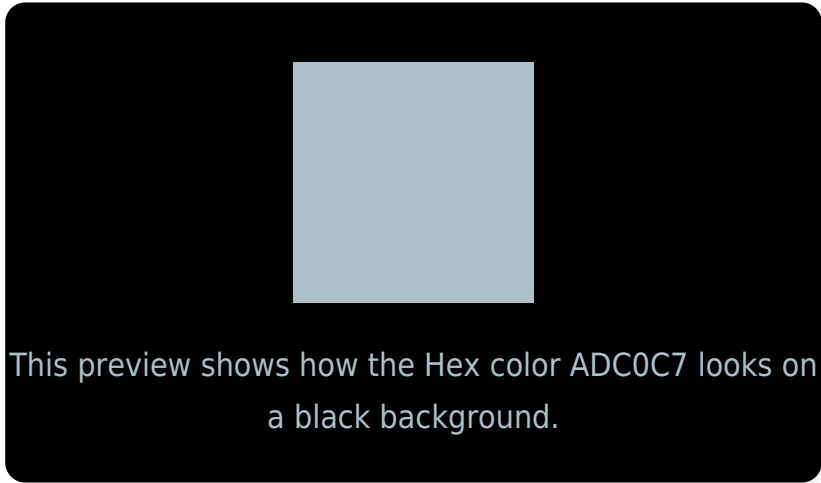 This preview shows how the Hex color ADC0C7 looks on
a black background.